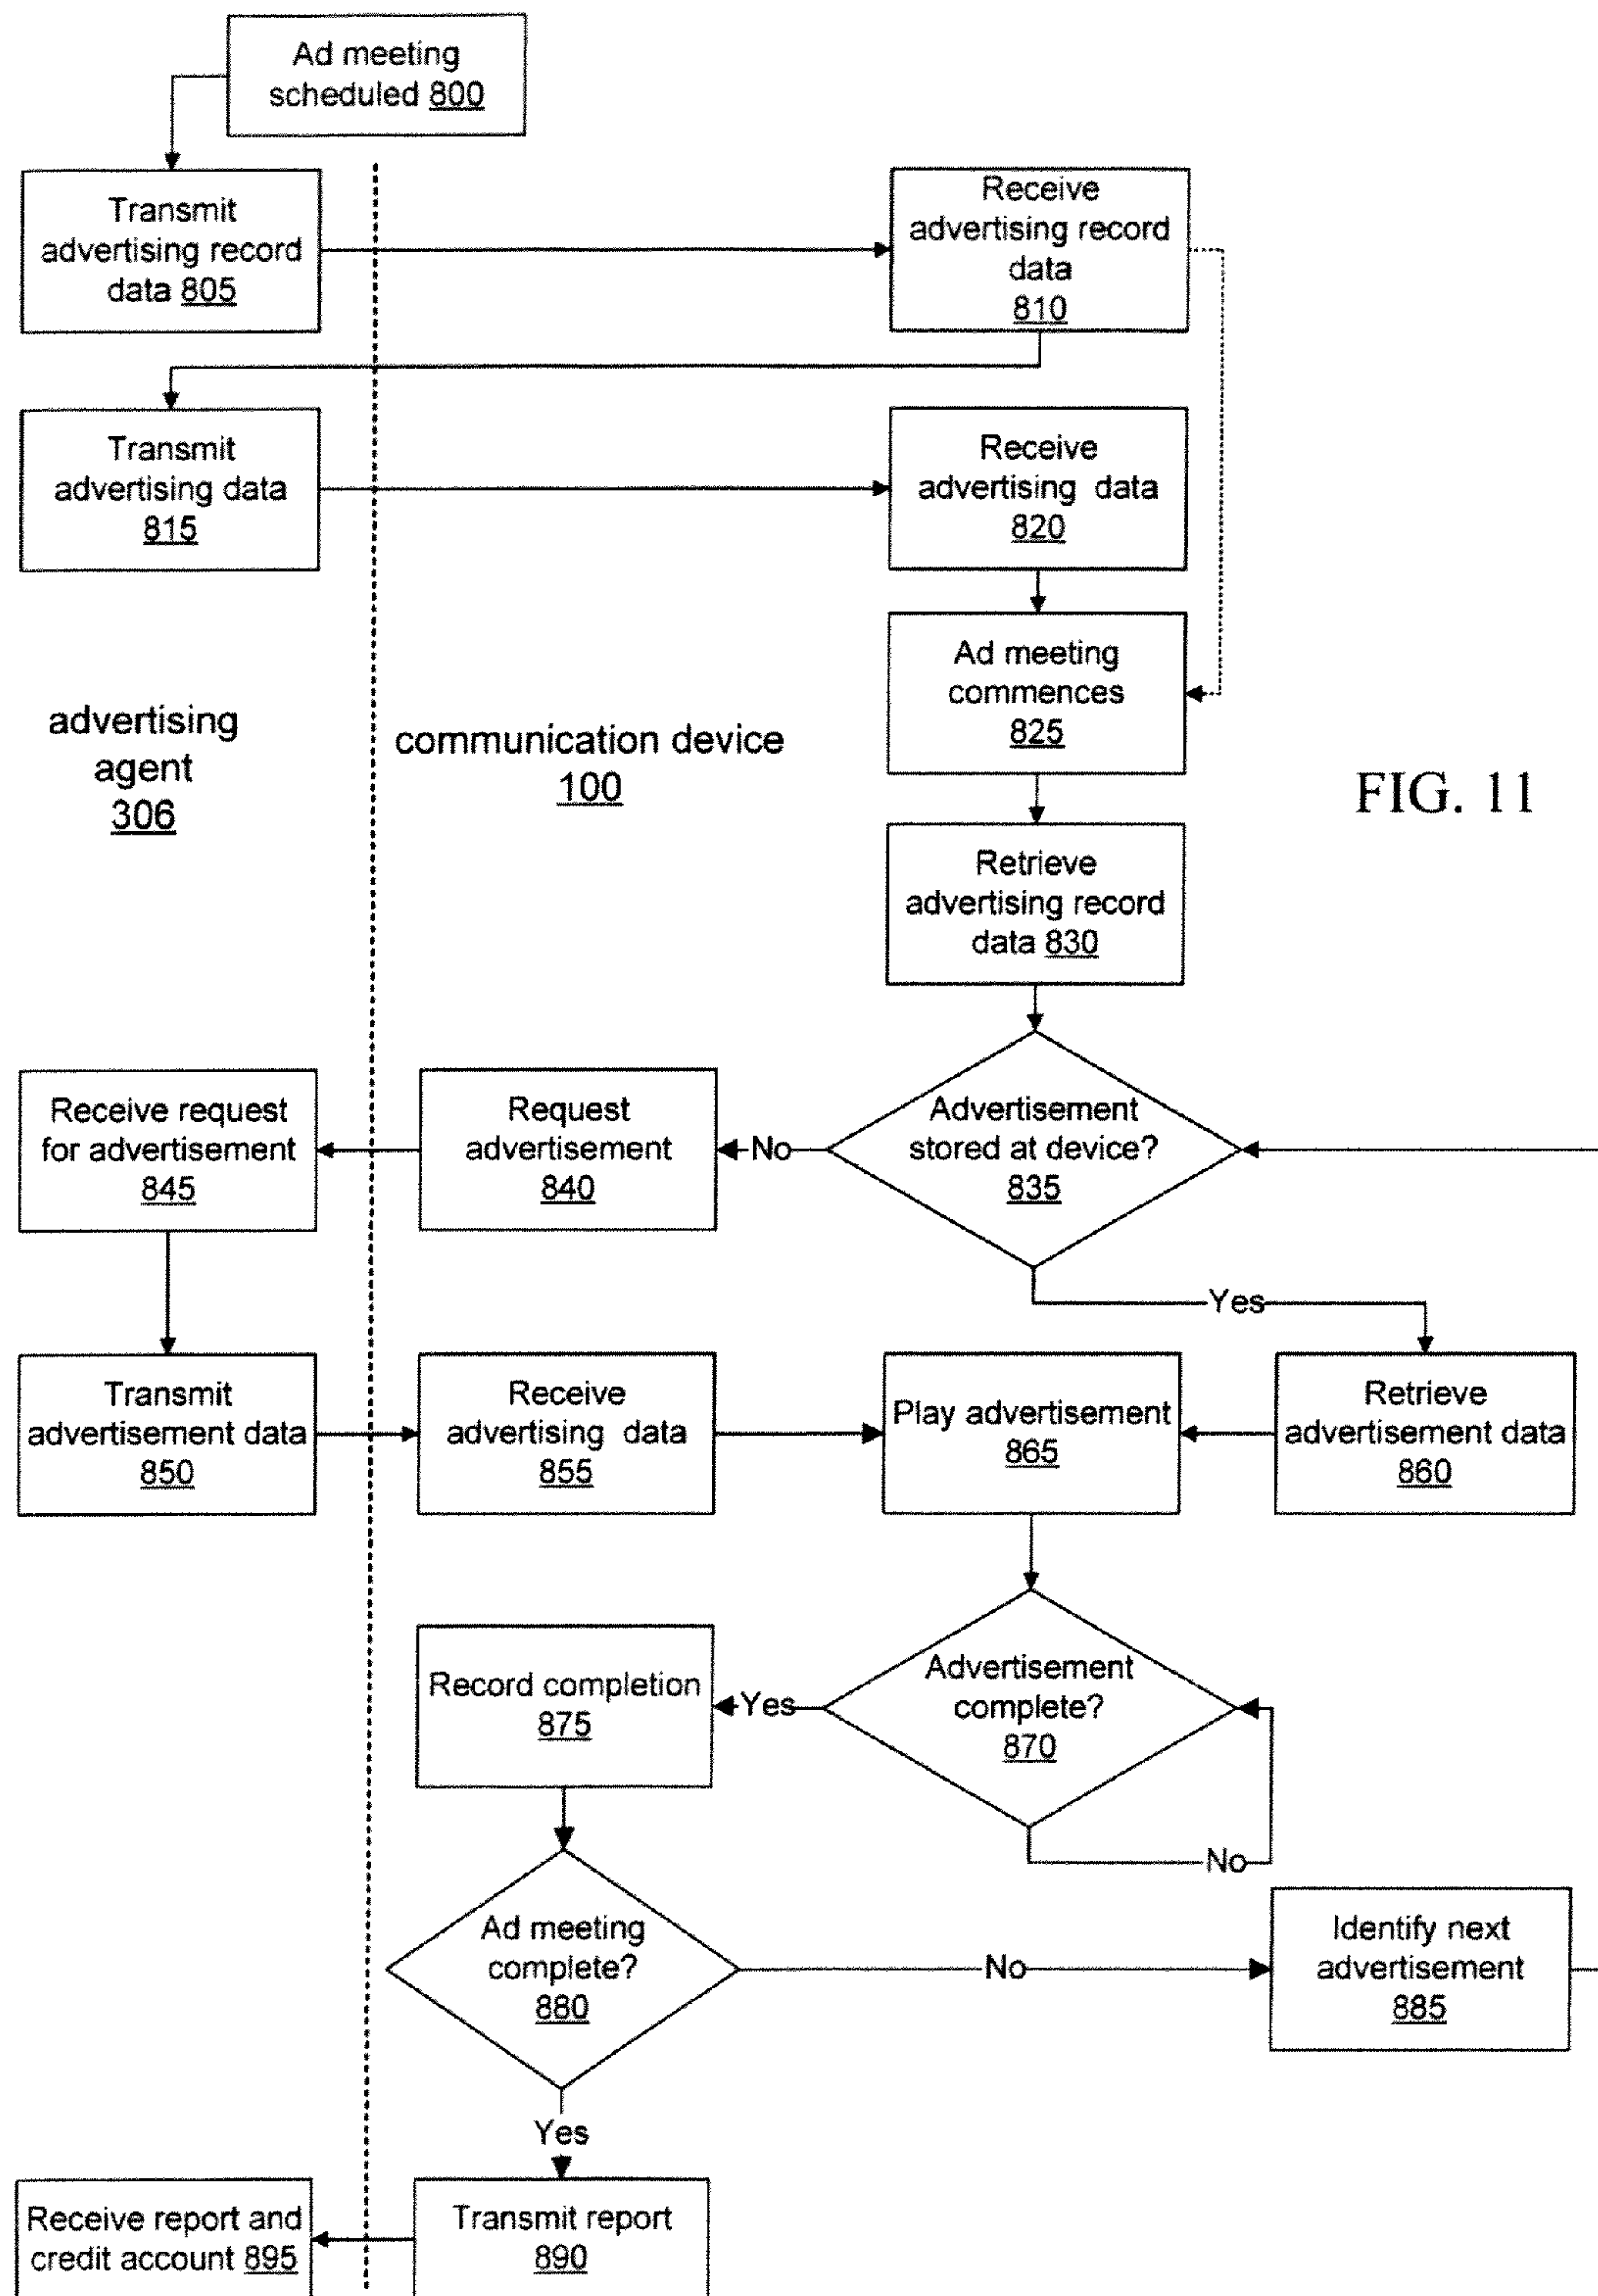 Ad meeting
scheduled 800
Transmit
advertising record
data 805
Receive
advertising record
data
810
Transmit
advertising data
815
Receive
advertising data
820
Ad meeting
commences
825
advertising
agent
306
communication device
100
FIG. 11
Retrieve
advertising record
data 830
Receive request
for advertisement
845
Request
advertisement
840
No
Advertisement
stored at device?
835
Yes
Transmit
advertisement data
850
Receive
advertising data
855
Play advertisement
865
Retrieve
advertisement data
860
Record completion
875
Yes
Advertisement
complete?
870
No
Ad meeting
complete?
880
No
Identify next
advertisement
885
Yes
Receive report and
credit account 895
Transmit report
890